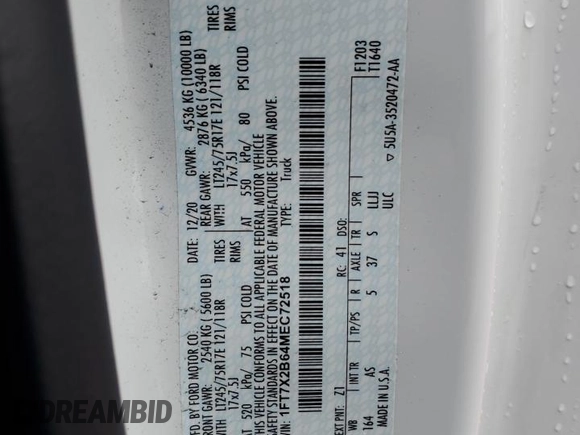 MFD. BY FORD MOTOR CO.
DATE: 12/20 GVWR: 4536 KG (10000 LB)
FRONT GAWR: 2540 KG (5600 LB) REAR GAWR: 2876 KG (6340 LB)
LT245/75R17E 121/118R TIRES WITH LT245/75R17E 121/118R TIRES
17x7.5J RIMS 17x7.5J RIMS
AT 520 kPa/ 75 PSI COLD AT 550 kPa/ 80 PSI COLD
THIS VEHICLE CONFORMS TO ALL APPLICABLE FEDERAL MOTOR VEHICLE
SAFETY STANDARDS IN EFFECT ON THE DATE OF MANUFACTURE SHOWN ABOVE.
VIN: 1FT7X2B64MEC72518 TYPE: Truck
F1203
T1640
EXT PNT: Z1 RC: 41 DSO:
WB INT TR TP/PS R AXLE TR SPR
164 AS 5 37 S LLJJ
ULC
MADE IN U.S.A.
5U5A-3520472-AA
DREAMBID